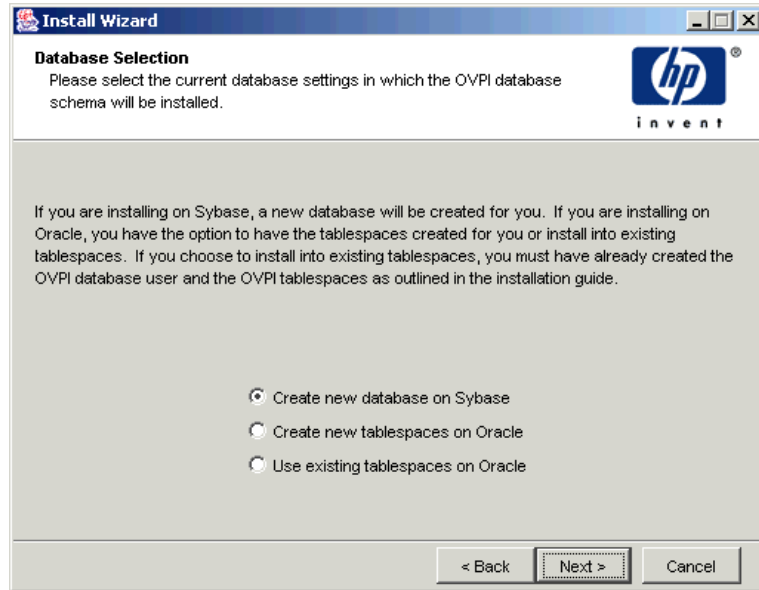 Install Wizard
Database Selection
Please select the current database settings in which the OVPI database
schema will be installed.
hp
®
invent
If you are installing on Sybase, a new database will be created for you. If you are installing on
Oracle, you have the option to have the tablespaces created for you or install into existing
tablespaces. If you choose to install into existing tablespaces, you must have already created the
OVPI database user and the OVPI tablespaces as outlined in the installation guide.
Create new database on Sybase
Create new tablespaces on Oracle
Use existing tablespaces on Oracle
< Back Next > Cancel